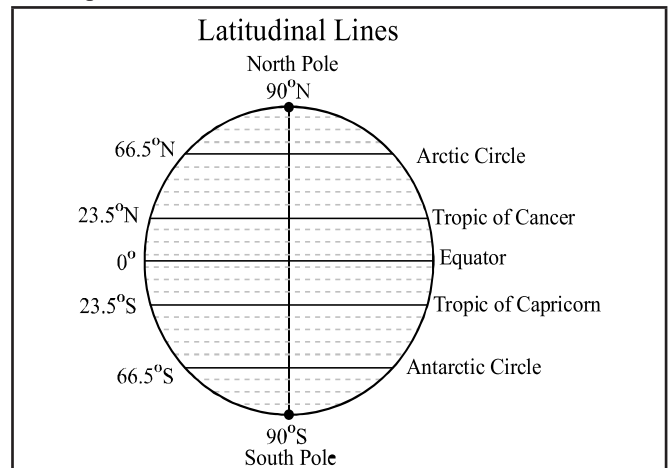 Latitudinal Lines
North Pole
90°N
66.5°N
Arctic Circle
23.5°N
Tropic of Cancer
0°
Equator
23.5°S
Tropic of Capricorn
66.5°S
Antarctic Circle
90°S
South Pole